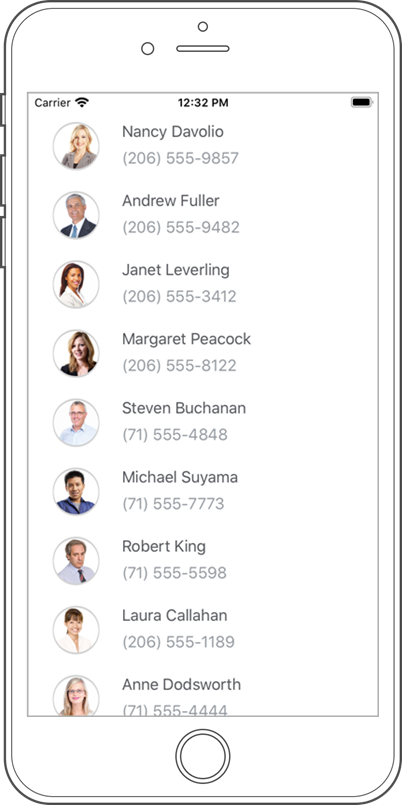 Carrier 12:32 PM
Nancy Davolio
(206) 555-9857
Andrew Fuller
(206) 555-9482
Janet Leverling
(206) 555-3412
Margaret Peacock
(206) 555-8122
Steven Buchanan
(71) 555-4848
Michael Suyama
(71) 555-7773
Robert King
(71) 555-5598
Laura Callahan
(206) 555-1189
Anne Dodsworth
(71) 555-4444